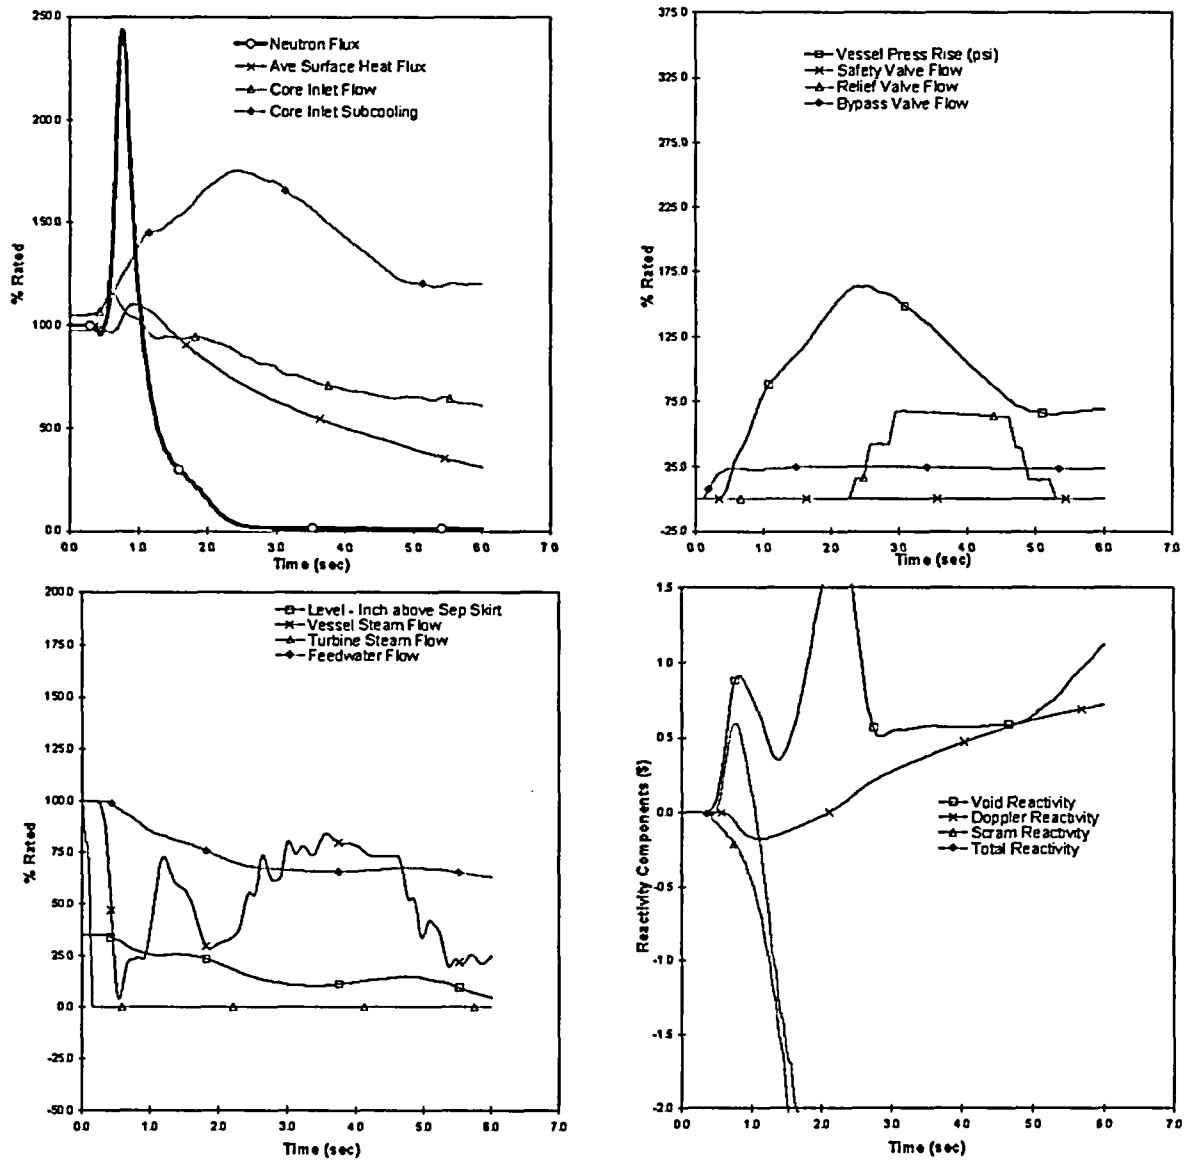 300.0
250.0
200.0
150.0
100.0
50.0
0.0
% Rated
Neutron Flux
Ave Surface Heat Flux
Core Inlet Flow
Core Inlet Subcooling
0.0 1.0 2.0 3.0 4.0 5.0 6.0 7.0
Time (sec)
375.0
325.0
275.0
225.0
175.0
125.0
75.0
25.0
-25.0
% Rated
Vessel Press Rise (psi)
Safety Valve Flow
Relief Valve Flow
Bypass Valve Flow
0.0 1.0 2.0 3.0 4.0 5.0 6.0 7.0
Time (sec)
200.0
175.0
150.0
125.0
100.0
75.0
50.0
25.0
0.0
-25.0
-50.0
% Rated
Level - Inch above Sep Skirt
Vessel Steam Flow
Turbine Steam Flow
Feedwater Flow
0.0 1.0 2.0 3.0 4.0 5.0 6.0 7.0
Time (sec)
1.5
1.0
0.5
0.0
-0.5
-1.0
-1.5
-2.0
Reactivity Components ($)
Void Reactivity
Doppler Reactivity
Scram Reactivity
Total Reactivity
0.0 1.0 2.0 3.0 4.0 5.0 6.0 7.0
Time (sec)